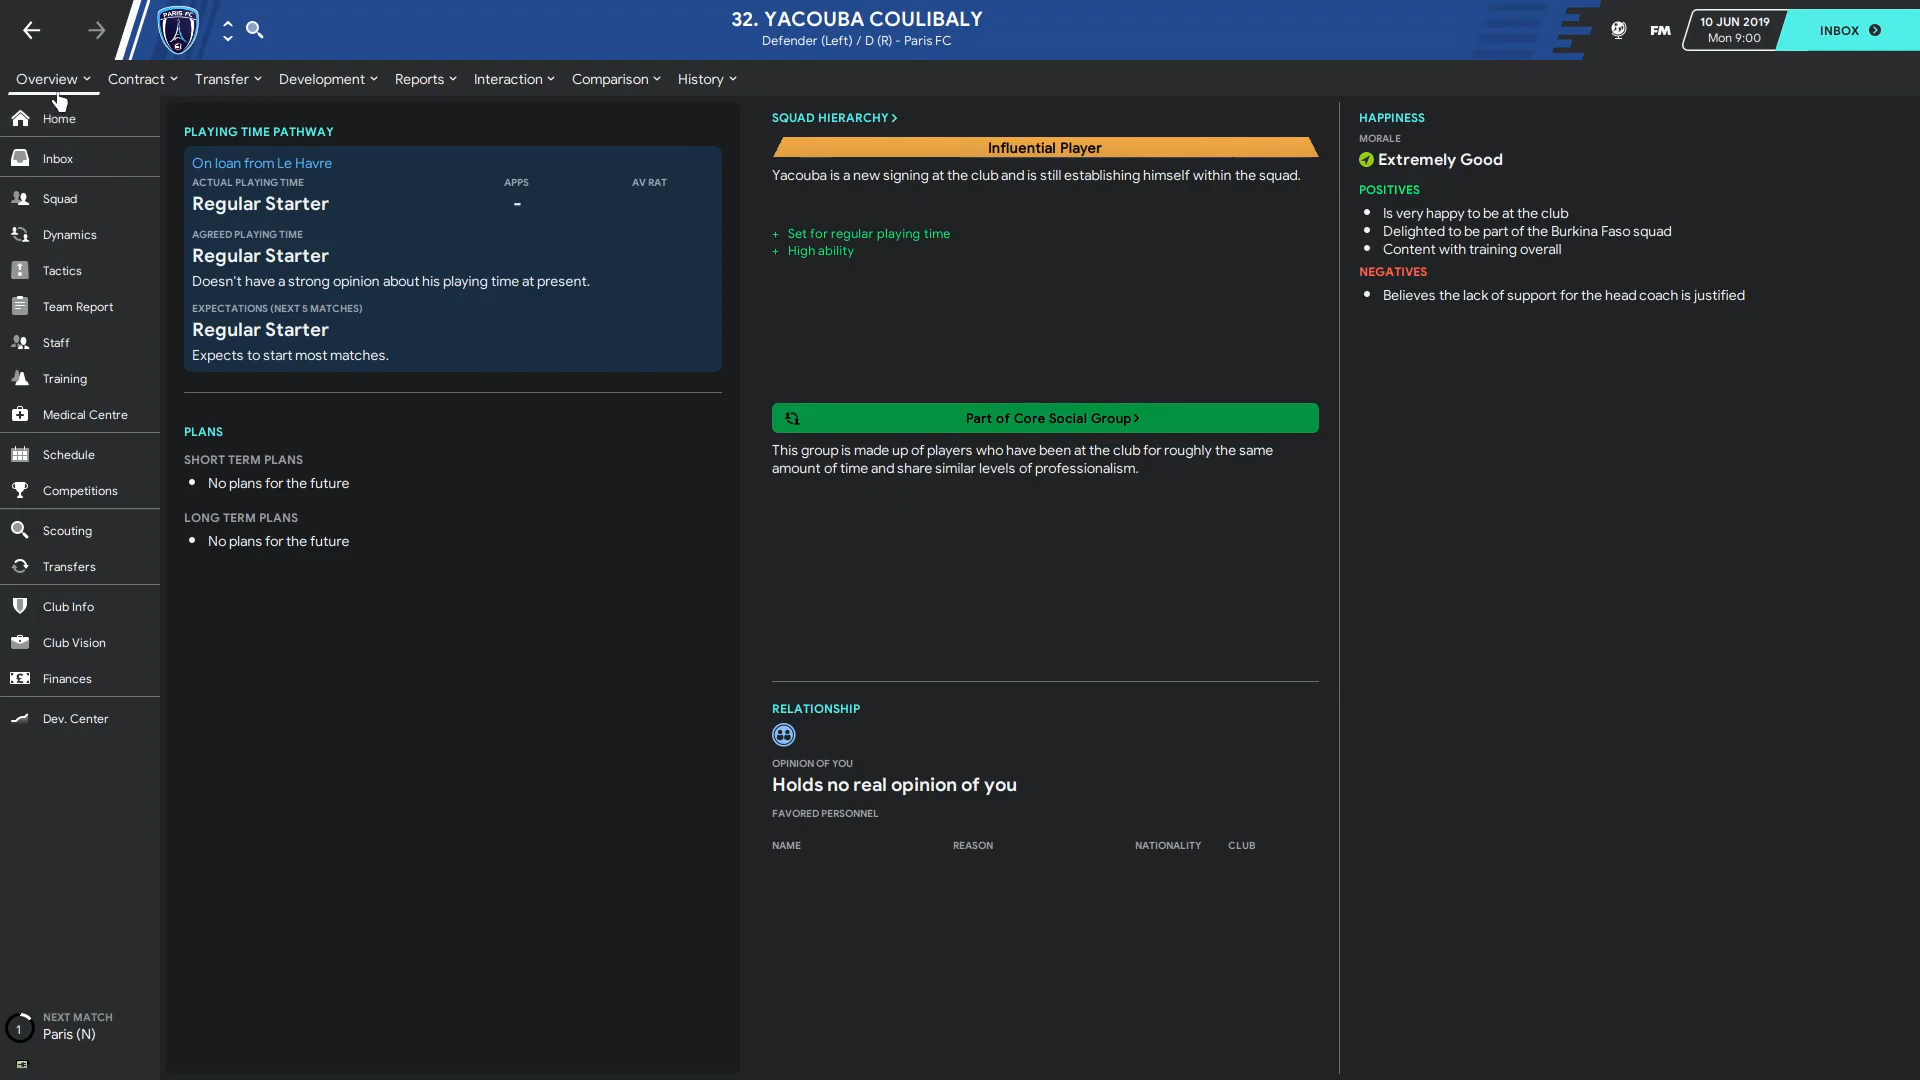 PARIS FC
32. YACOUBA COULIBALY
Defender (Left) / D (R) - Paris FC
FM
10 JUN 2019
Mon 9:00
INBOX
Overview
Contract
Transfer
Development
Reports
Interaction
Comparison
History
Home
Inbox
Squad
Dynamics
Tactics
Team Report
Staff
Training
Medical Centre
Schedule
Competitions
Scouting
Transfers
Club Info
Club Vision
Finances
Dev. Center
1
NEXT MATCH
Paris (N)
PLAYING TIME PATHWAY
On loan from Le Havre
ACTUAL PLAYING TIME APPS AV RAT
Regular Starter -
AGREED PLAYING TIME
Regular Starter
Doesn't have a strong opinion about his playing time at present.
EXPECTATIONS (NEXT 5 MATCHES)
Regular Starter
Expects to start most matches.
PLANS
SHORT TERM PLANS
• No plans for the future
LONG TERM PLANS
• No plans for the future
SQUAD HIERARCHY >
Influential Player
Yacouba is a new signing at the club and is still establishing himself within the squad.
+ Set for regular playing time
+ High ability
Part of Core Social Group >
This group is made up of players who have been at the club for roughly the same
amount of time and share similar levels of professionalism.
RELATIONSHIP
OPINION OF YOU
Holds no real opinion of you
FAVORED PERSONNEL
NAME REASON NATIONALITY CLUB
HAPPINESS
MORALE
Extremely Good
POSITIVES
• Is very happy to be at the club
• Delighted to be part of the Burkina Faso squad
• Content with training overall
NEGATIVES
• Believes the lack of support for the head coach is justified